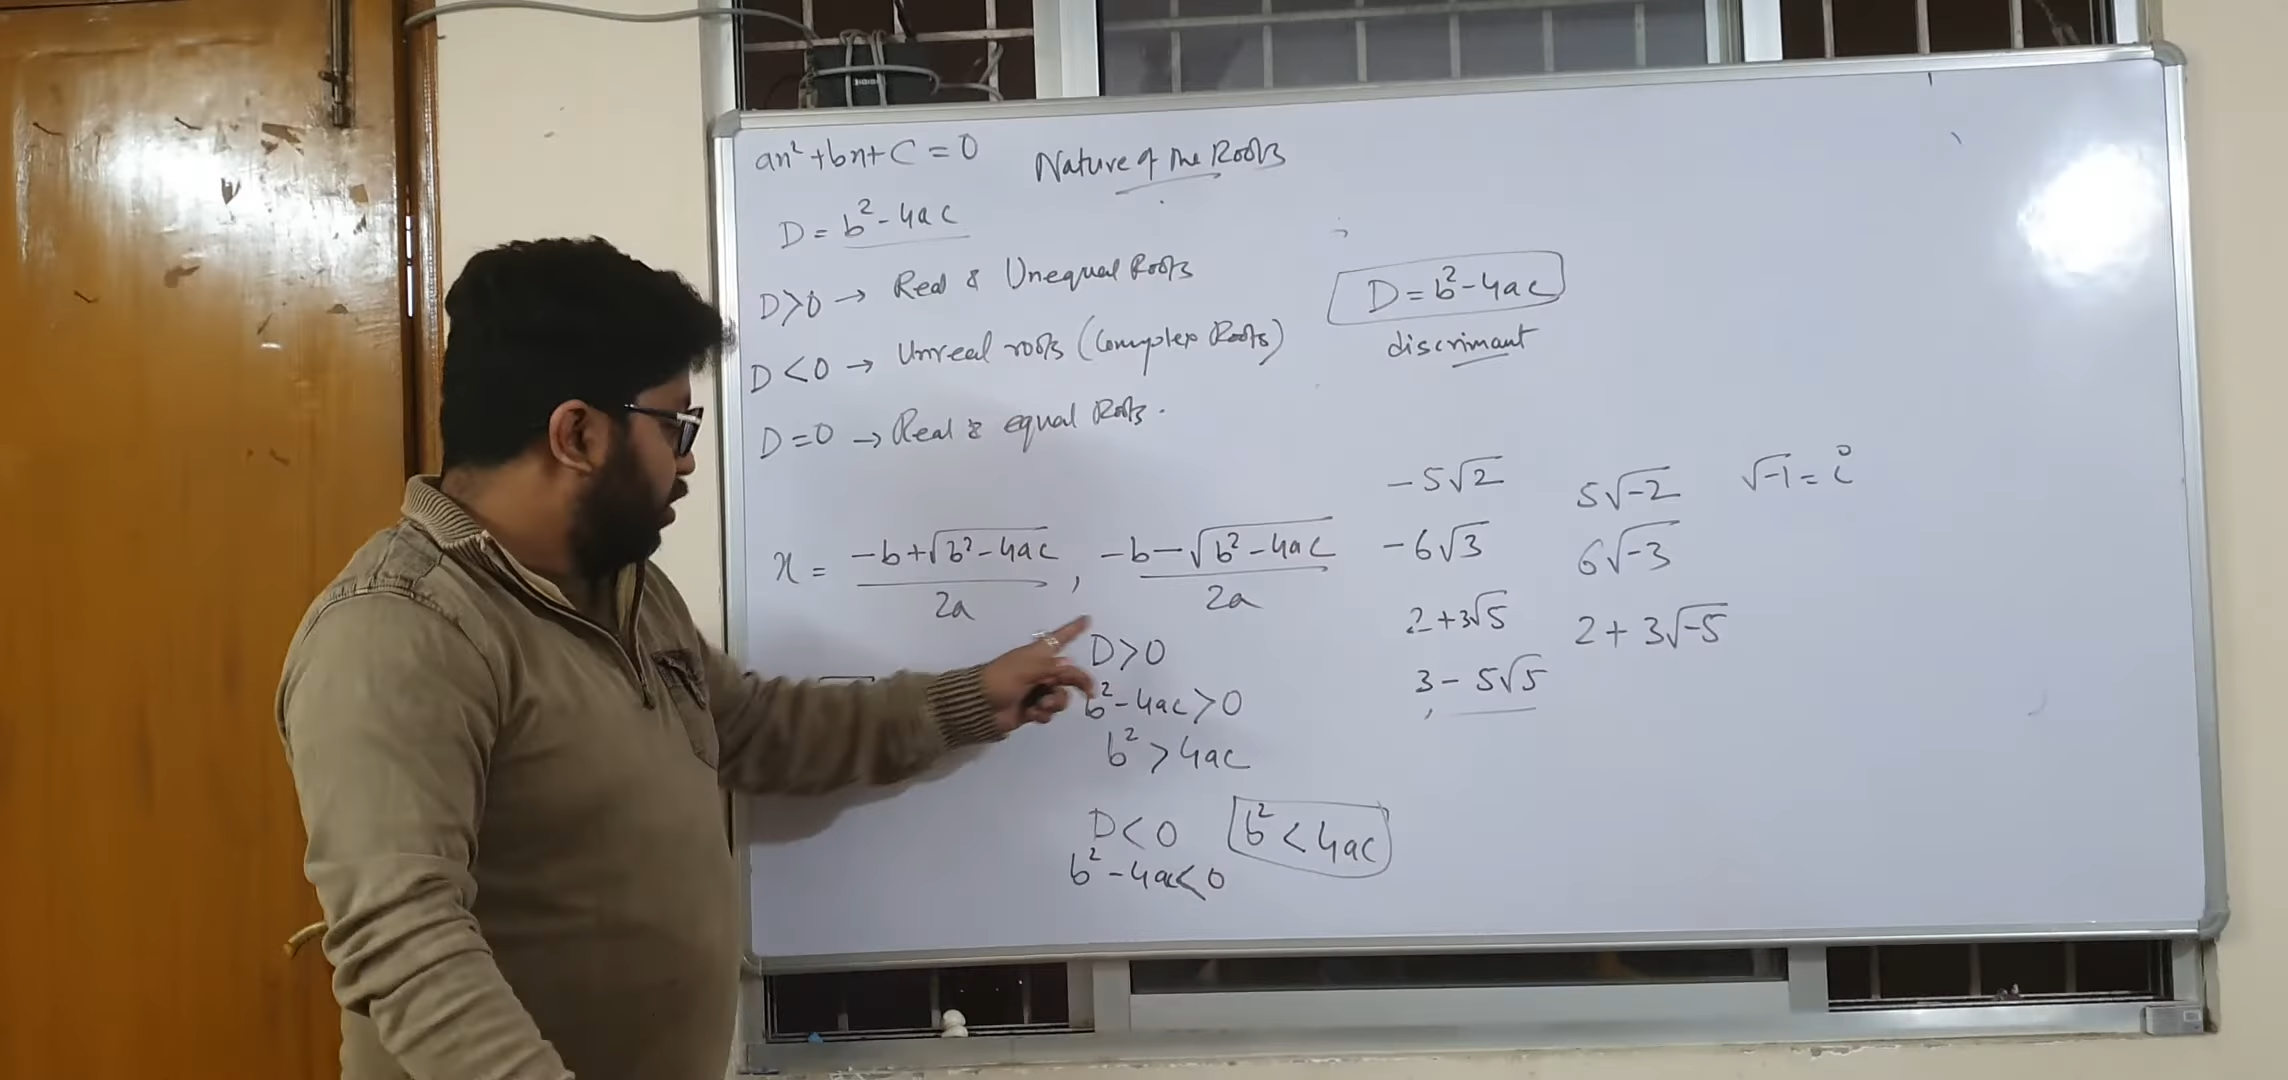 ax² + bx + C = 0
Nature of the Roots
D = b² - 4ac
D > 0 → Real & Unequal Roots
D < 0 → Unreal roots (Complex Roots)
D = 0 → Real & equal Roots.
D = b² - 4ac
discrimant
x = (-b + √(b² - 4ac))/2a , (-b - √(b² - 4ac))/2a
D > 0
b² - 4ac > 0
b² > 4ac
D < 0
b² - 4ac < 0
b² < 4ac
-5√2
-6√3
2 + 3√5
3 - 5√5
5√-2
6√-3
2 + 3√-5
√-1 = i